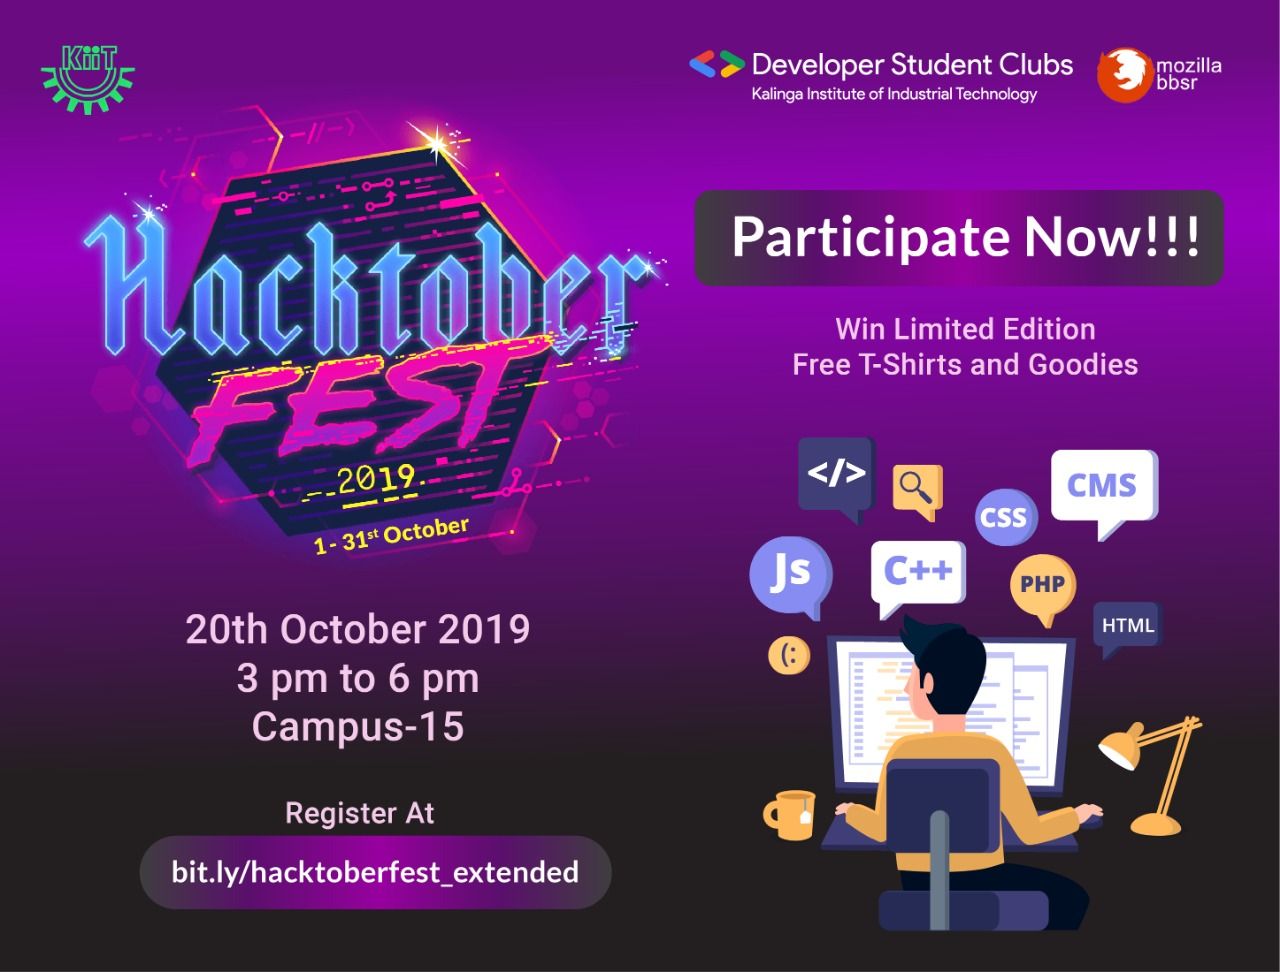 KiiT
Developer Student Clubs
Kalinga Institute of Industrial Technology
mozilla
bbsr
Hacktober
FEST
2019
1 - 31st October
20th October 2019
3 pm to 6 pm
Campus-15
Register At
bit.ly/hacktoberfest_extended
Participate Now!!!
Win Limited Edition
Free T-Shirts and Goodies
</>
CMS
CSS
Js
C++
PHP
HTML
(: